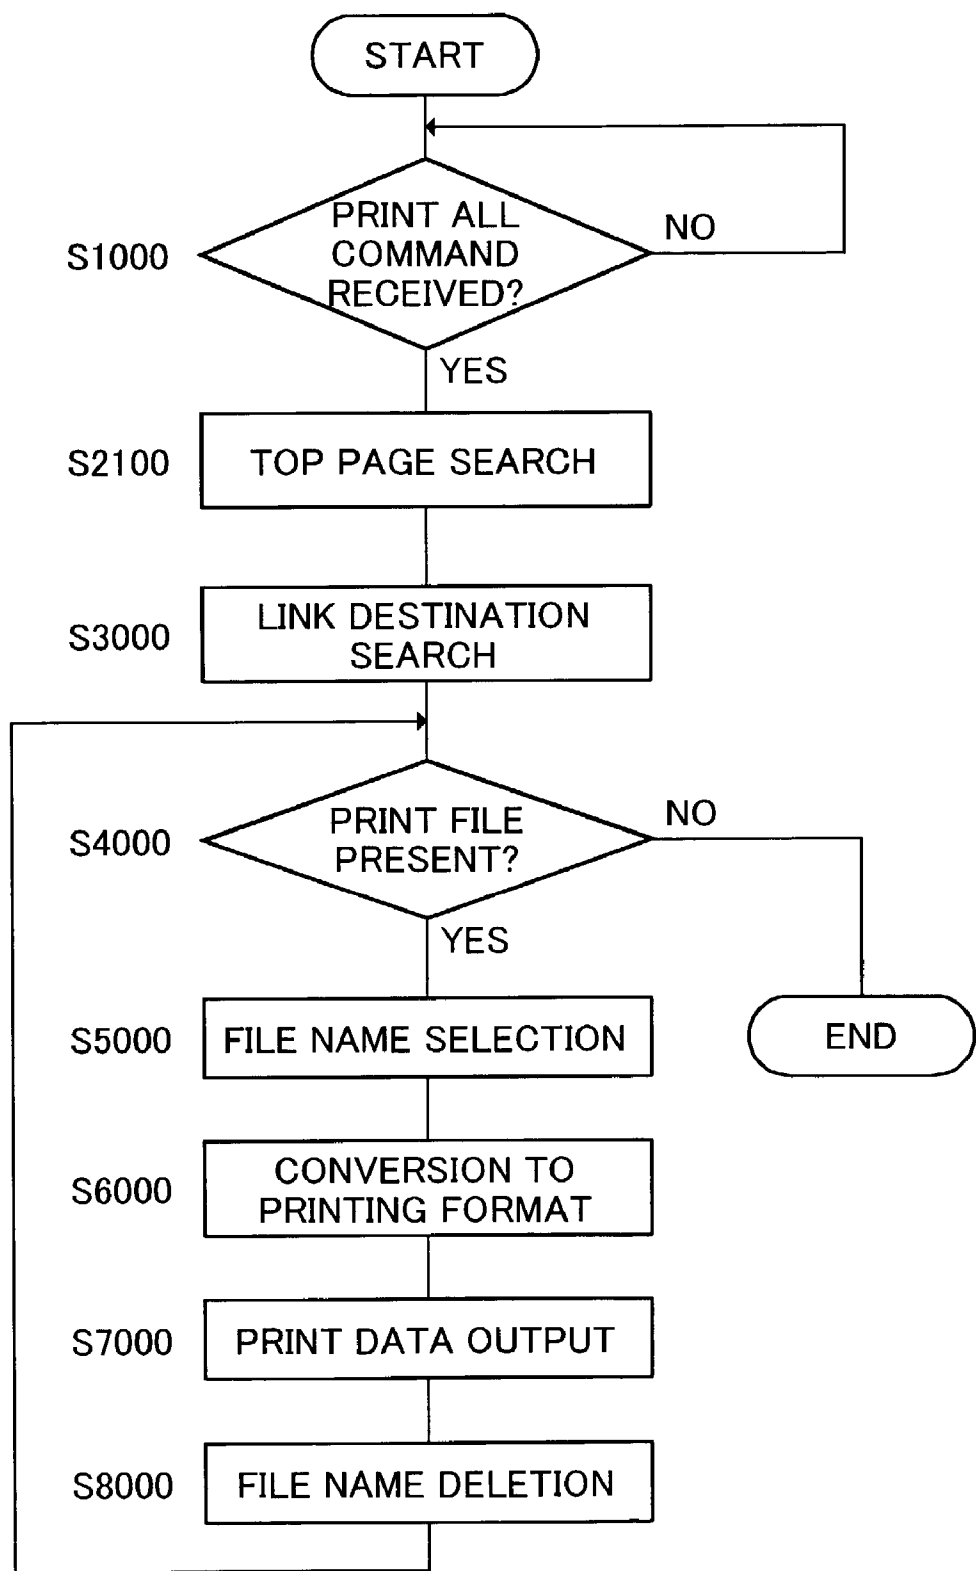 START
PRINT ALL
COMMAND
RECEIVED?
NO
S1000
YES
S2100
TOP PAGE SEARCH
S3000
LINK DESTINATION
SEARCH
S4000
PRINT FILE
PRESENT?
NO
YES
S5000
FILE NAME SELECTION
END
S6000
CONVERSION TO
PRINTING FORMAT
S7000
PRINT DATA OUTPUT
S8000
FILE NAME DELETION